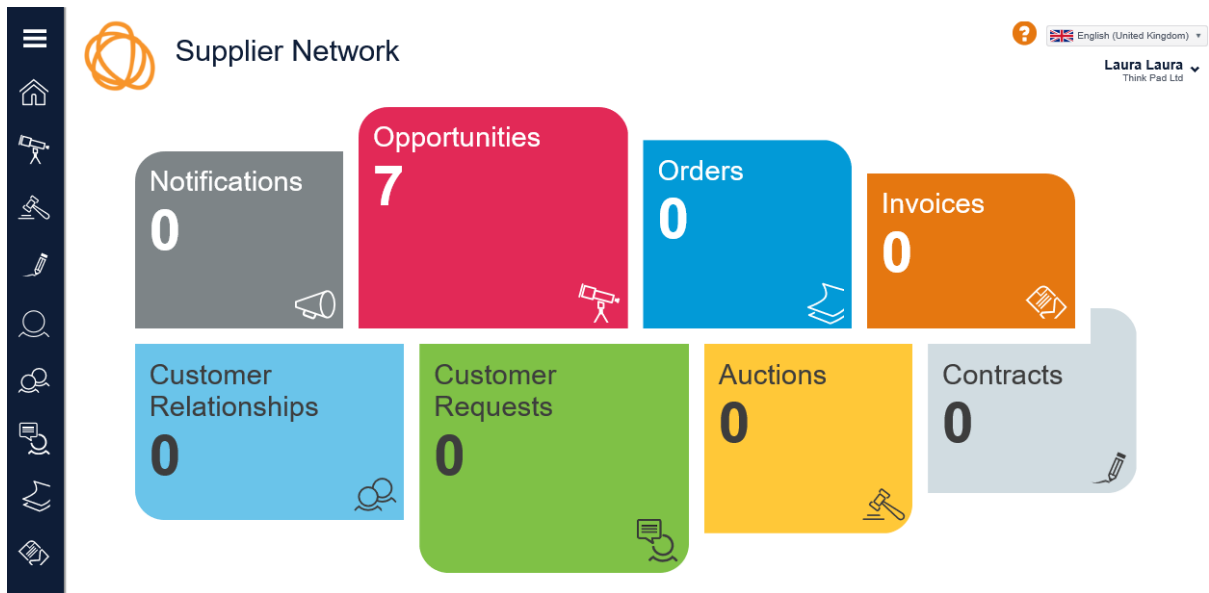 Supplier Network
?
English (United Kingdom)
Laura Laura
Think Pad Ltd
Notifications
0
Opportunities
7
Orders
0
Invoices
0
Customer
Relationships
0
Customer
Requests
0
Auctions
0
Contracts
0